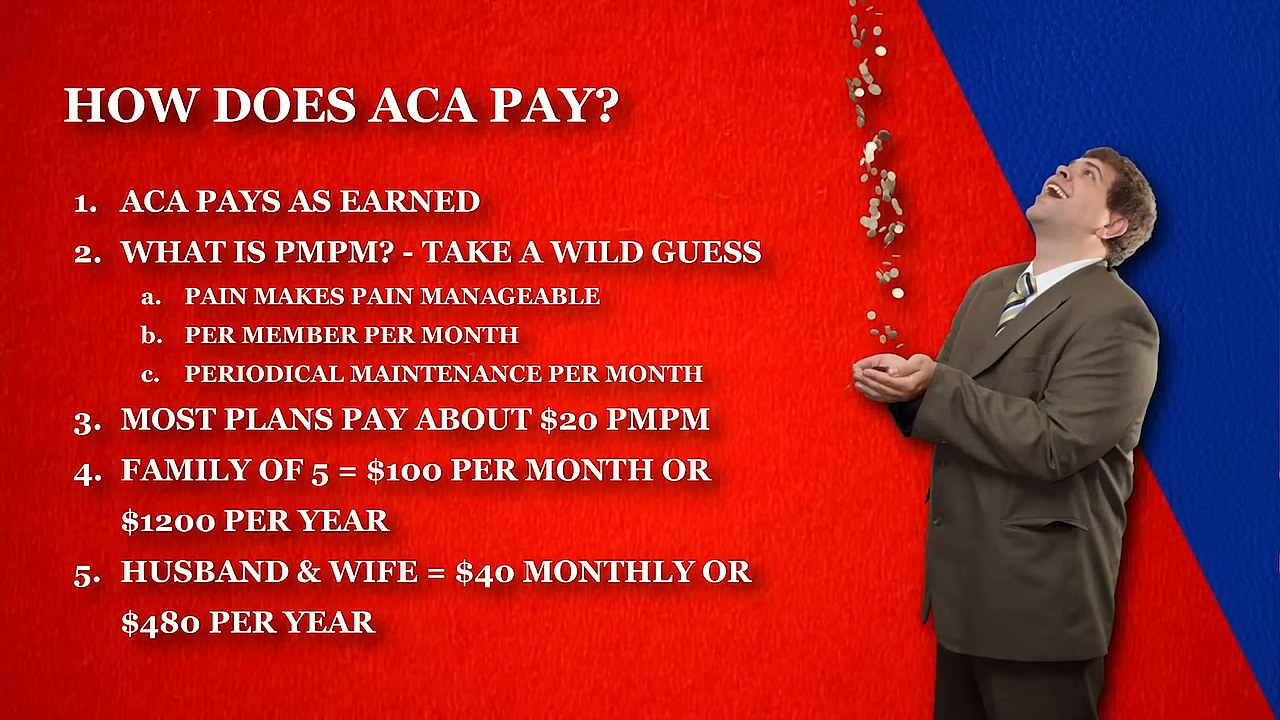 HOW DOES ACA PAY?
1. ACA PAYS AS EARNED
2. WHAT IS PMPM? - TAKE A WILD GUESS
a. PAIN MAKES PAIN MANAGEABLE
b. PER MEMBER PER MONTH
c. PERIODICAL MAINTENANCE PER MONTH
3. MOST PLANS PAY ABOUT $20 PMPM
4. FAMILY OF 5 = $100 PER MONTH OR
$1200 PER YEAR
5. HUSBAND & WIFE = $40 MONTHLY OR
$480 PER YEAR